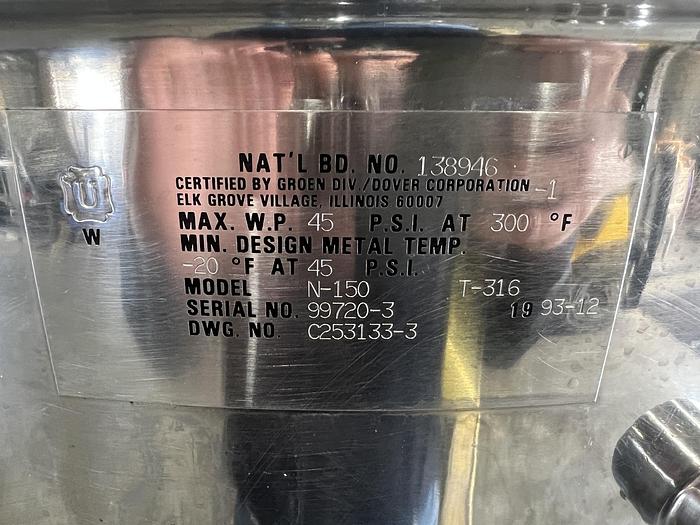 NAT'L BD. NO. 138946
CERTIFIED BY GROEN DIV./DOVER CORPORATION -1
ELK GROVE VILLAGE, ILLINOIS 60007
U
W
MAX. W.P. 45 P.S.I. AT 300 °F
MIN. DESIGN METAL TEMP.
-20 °F AT 45 P.S.I.
MODEL N-150 T-316
SERIAL NO. 99720-3 19 93-12
DWG. NO. C253133-3